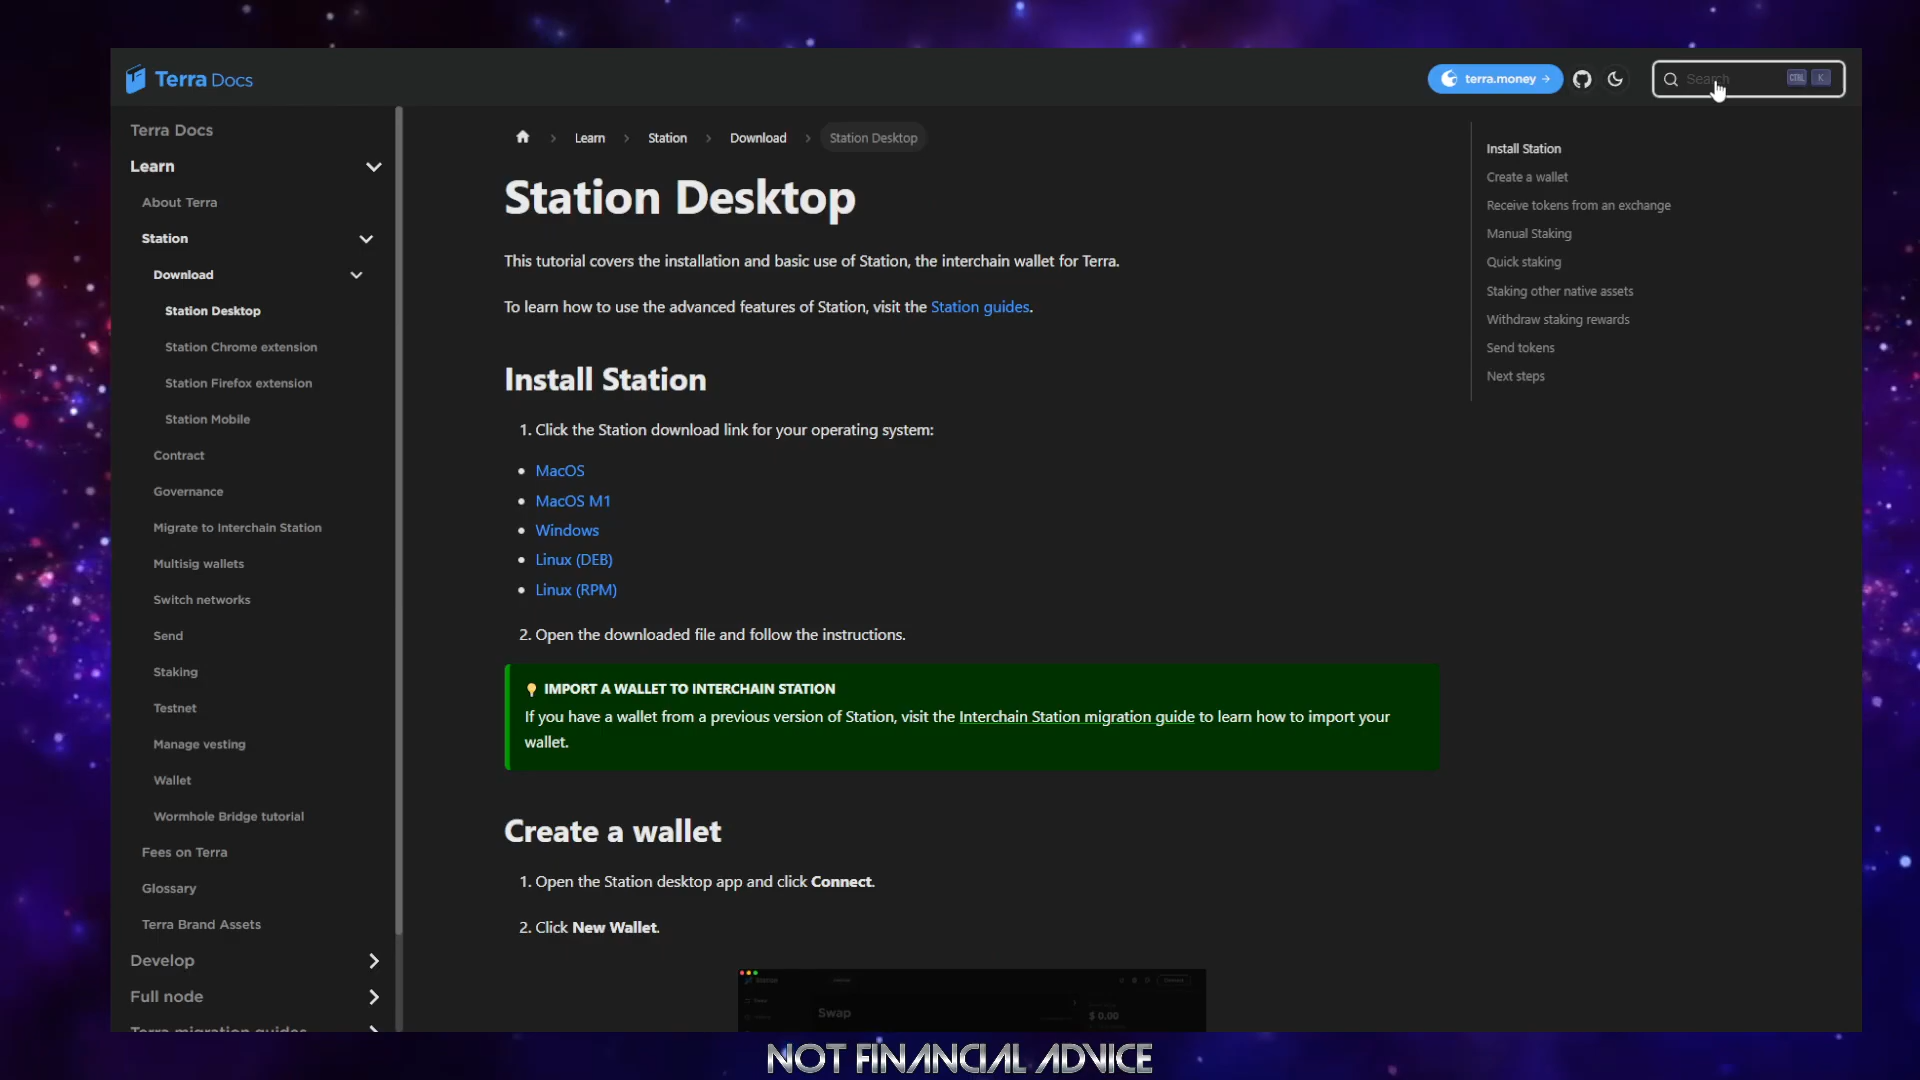 Terra Docs
terra.money →
Search
CTRL K
Terra Docs
Learn
About Terra
Station
Download
Station Desktop
Station Chrome extension
Station Firefox extension
Station Mobile
Contract
Governance
Migrate to Interchain Station
Multisig wallets
Switch networks
Send
Staking
Testnet
Manage vesting
Wallet
Wormhole Bridge tutorial
Fees on Terra
Glossary
Terra Brand Assets
Develop
Full node
Terra migration guides
Learn > Station > Download > Station Desktop
Station Desktop
This tutorial covers the installation and basic use of Station, the interchain wallet for Terra.
To learn how to use the advanced features of Station, visit the Station guides.
Install Station
1. Click the Station download link for your operating system:
• MacOS
• MacOS M1
• Windows
• Linux (DEB)
• Linux (RPM)
2. Open the downloaded file and follow the instructions.
IMPORT A WALLET TO INTERCHAIN STATION
If you have a wallet from a previous version of Station, visit the Interchain Station migration guide to learn how to import your
wallet.
Create a wallet
1. Open the Station desktop app and click Connect.
2. Click New Wallet.
Swap
$ 0.00
Install Station
Create a wallet
Receive tokens from an exchange
Manual Staking
Quick staking
Staking other native assets
Withdraw staking rewards
Send tokens
Next steps
NOT FINANCIAL ADVICE